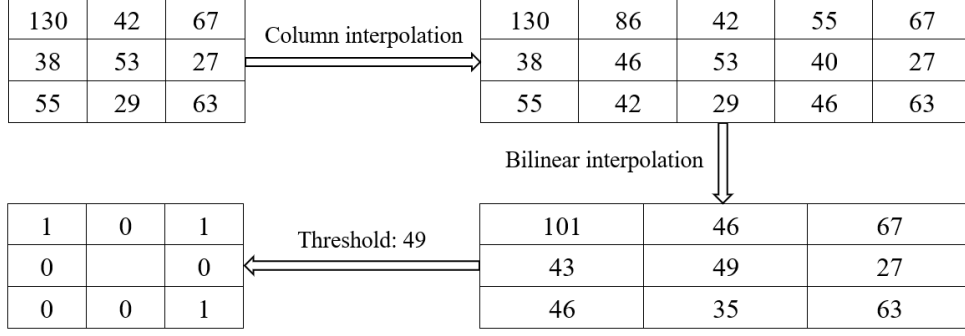 130 42 67
38 53 27
55 29 63
Column interpolation
130 86 42 55 67
38 46 53 40 27
55 42 29 46 63
Bilinear interpolation
1 0 1
0 0
0 0 1
Threshold: 49
101 46 67
43 49 27
46 35 63